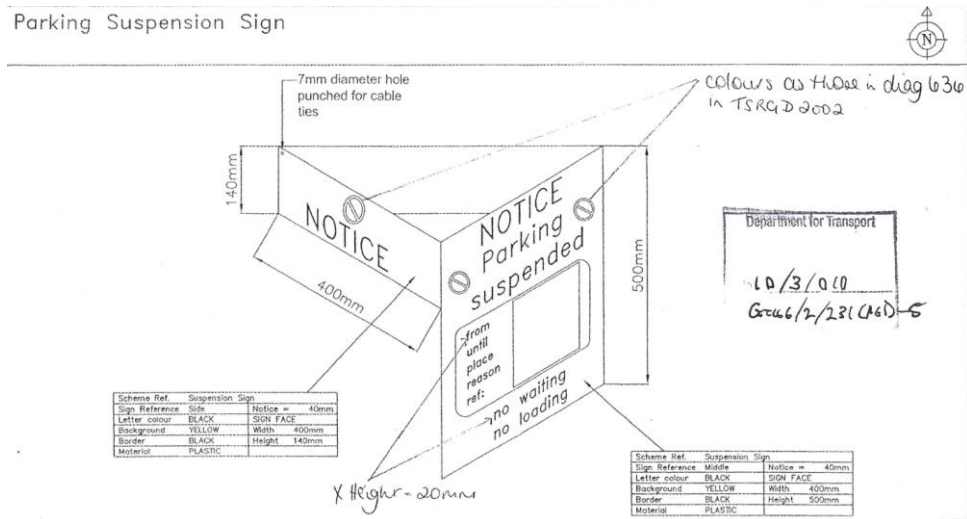 Parking Suspension Sign
N
7mm diameter hole
punched for cable
ties
colours as those in diag 636
in TSRGD 2002
140mm
NOTICE
400mm
NOTICE
Parking
suspended
from
until
place
reason
ref:
no waiting
no loading
500mm
Department for Transport
10/3/010
X Height - 20mm
Scheme Ref. Suspension Sign
Sign Reference Side Notice = 40mm
Letter colour BLACK SIGN FACE
Background YELLOW Width 400mm
Border BLACK Height 140mm
Material PLASTIC
Scheme Ref. Suspension Sign
Sign Reference Middle Notice = 40mm
Letter colour BLACK SIGN FACE
Background YELLOW Width 400mm
Border BLACK Height 500mm
Material PLASTIC